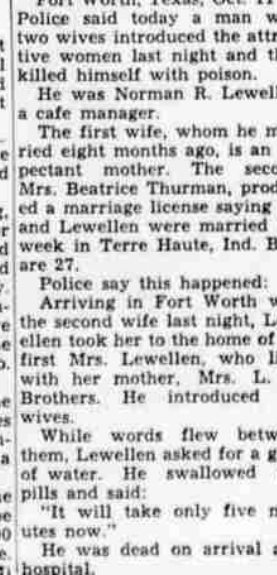 Fort Worth, Texas, Oct. 11
Police said today a man w
two wives introduced the attr
tive women last night and th
killed himself with poison.
He was Norman R. Lewell
a cafe manager.
The first wife, whom he m
ried eight months ago, is an
pectant mother. The seco
Mrs. Beatrice Thurman, prod
ed a marriage license saying
and Lewellen were married
week in Terre Haute, Ind. B
are 27.
Police say this happened:
Arriving in Fort Worth w
the second wife last night, L
ellen took her to the home of
first Mrs. Lewellen, who li
with her mother, Mrs. L.
Brothers. He introduced
wives.
While words flew betw
them, Lewellen asked for a g
of water. He swallowed
pills and said:
"It will take only five m
utes now."
He was dead on arrival a
hospital.